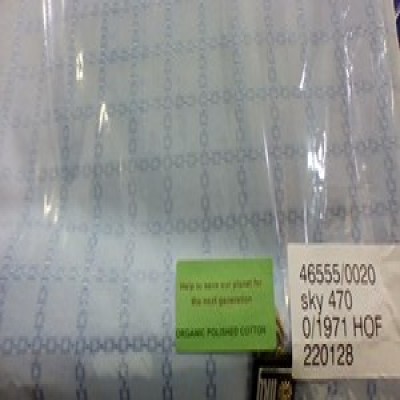 Help to save our planet for
the next generation
ORGANIC POLISHED COTTON
46555/0020
sky 470
0/1971 HOF
220128